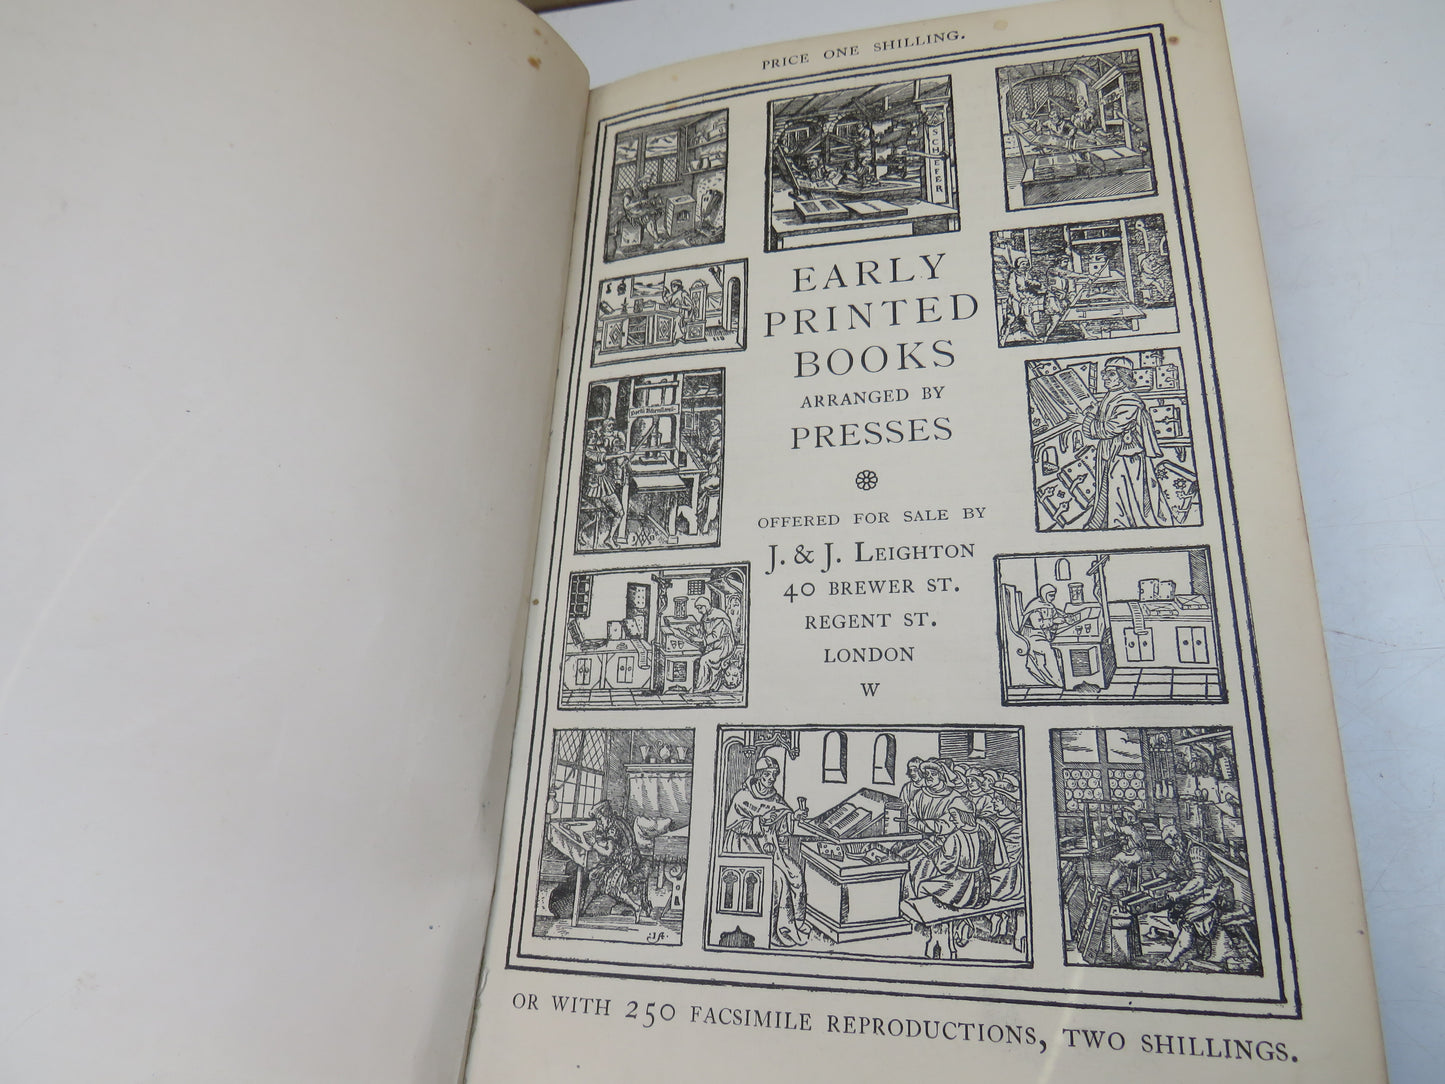 PRICE ONE SHILLING.
SCHEFER
EARLY
PRINTED
BOOKS
ARRANGED BY
PRESSES
OFFERED FOR SALE BY
J. & J. LEIGHTON
40 BREWER ST.
REGENT ST.
LONDON
W
OR WITH 250 FACSIMILE REPRODUCTIONS, TWO SHILLINGS.